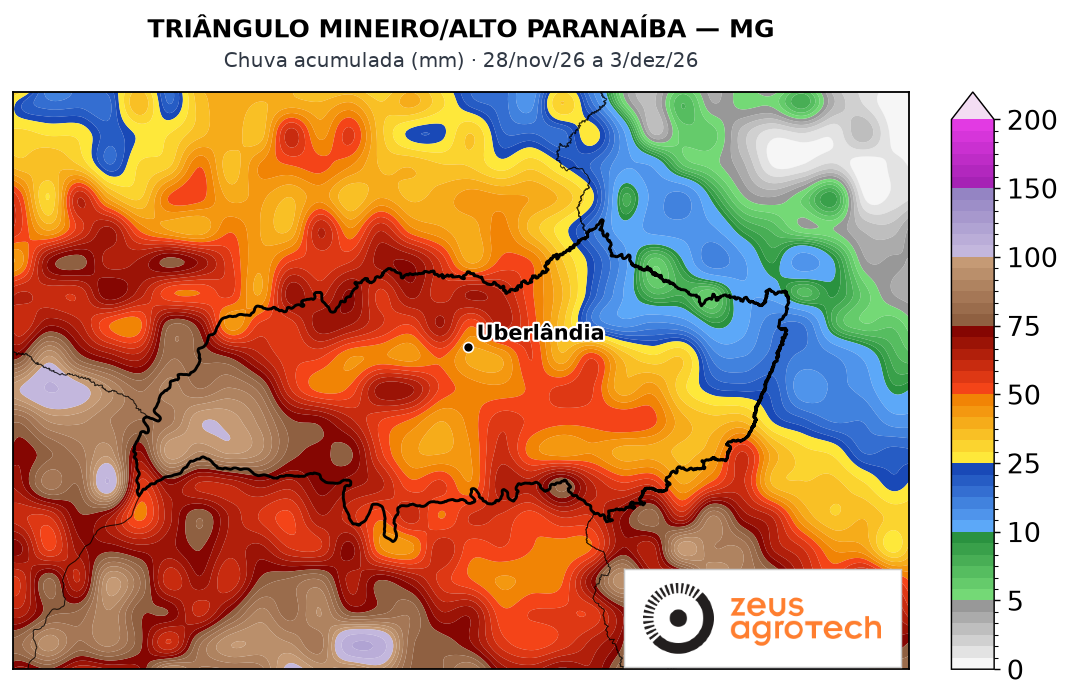 TRIÂNGULO MINEIRO/ALTO PARANAÍBA — MG
Chuva acumulada (mm) · 28/nov/26 a 3/dez/26
Uberlândia
200
150
100
75
50
25
10
5
0
zeus
agrotech